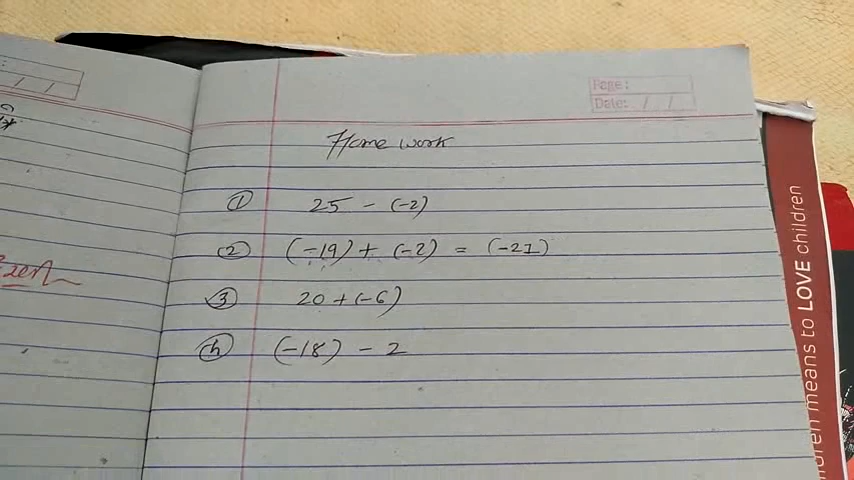 Page:
Date: / /
Home work
① 25 - (-2)
② (-19) + (-2) = (-21)
③ 20 + (-6)
④ (-18) - 2
means to LOVE children